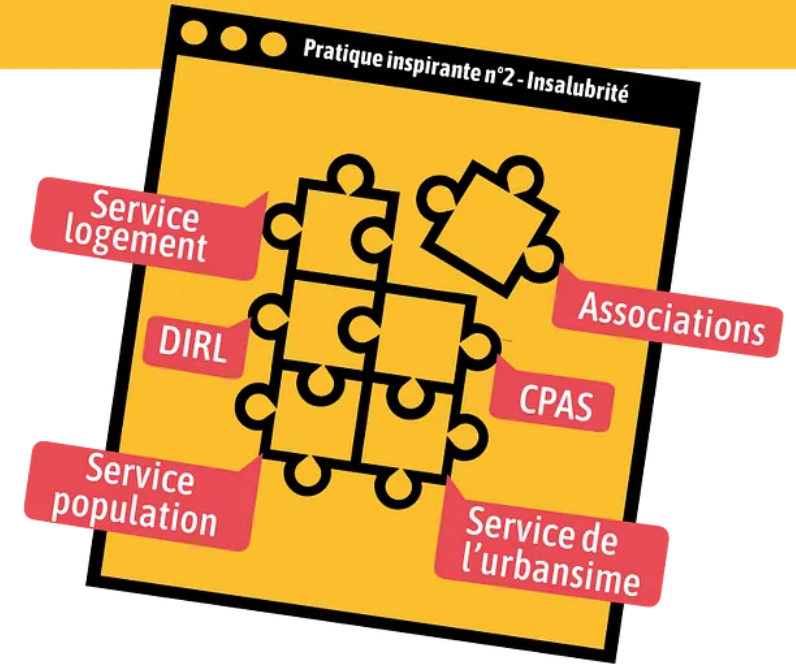 Pratique inspirante n°2 - Insalubrité
Service
logement
Associations
DIRL
CPAS
Service
population
Service de
l'urbansime